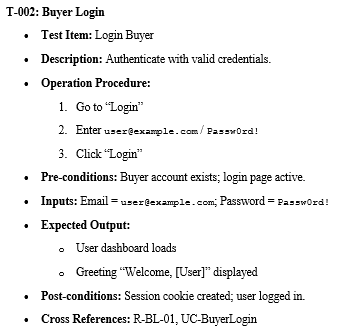 T-002: Buyer Login
• Test Item: Login Buyer
• Description: Authenticate with valid credentials.
• Operation Procedure:
1. Go to “Login”
2. Enter user@example.com / Passw0rd!
3. Click “Login”
• Pre-conditions: Buyer account exists; login page active.
• Inputs: Email = user@example.com; Password = Passw0rd!
• Expected Output:
o User dashboard loads
o Greeting “Welcome, [User]” displayed
• Post-conditions: Session cookie created; user logged in.
• Cross References: R-BL-01, UC-BuyerLogin